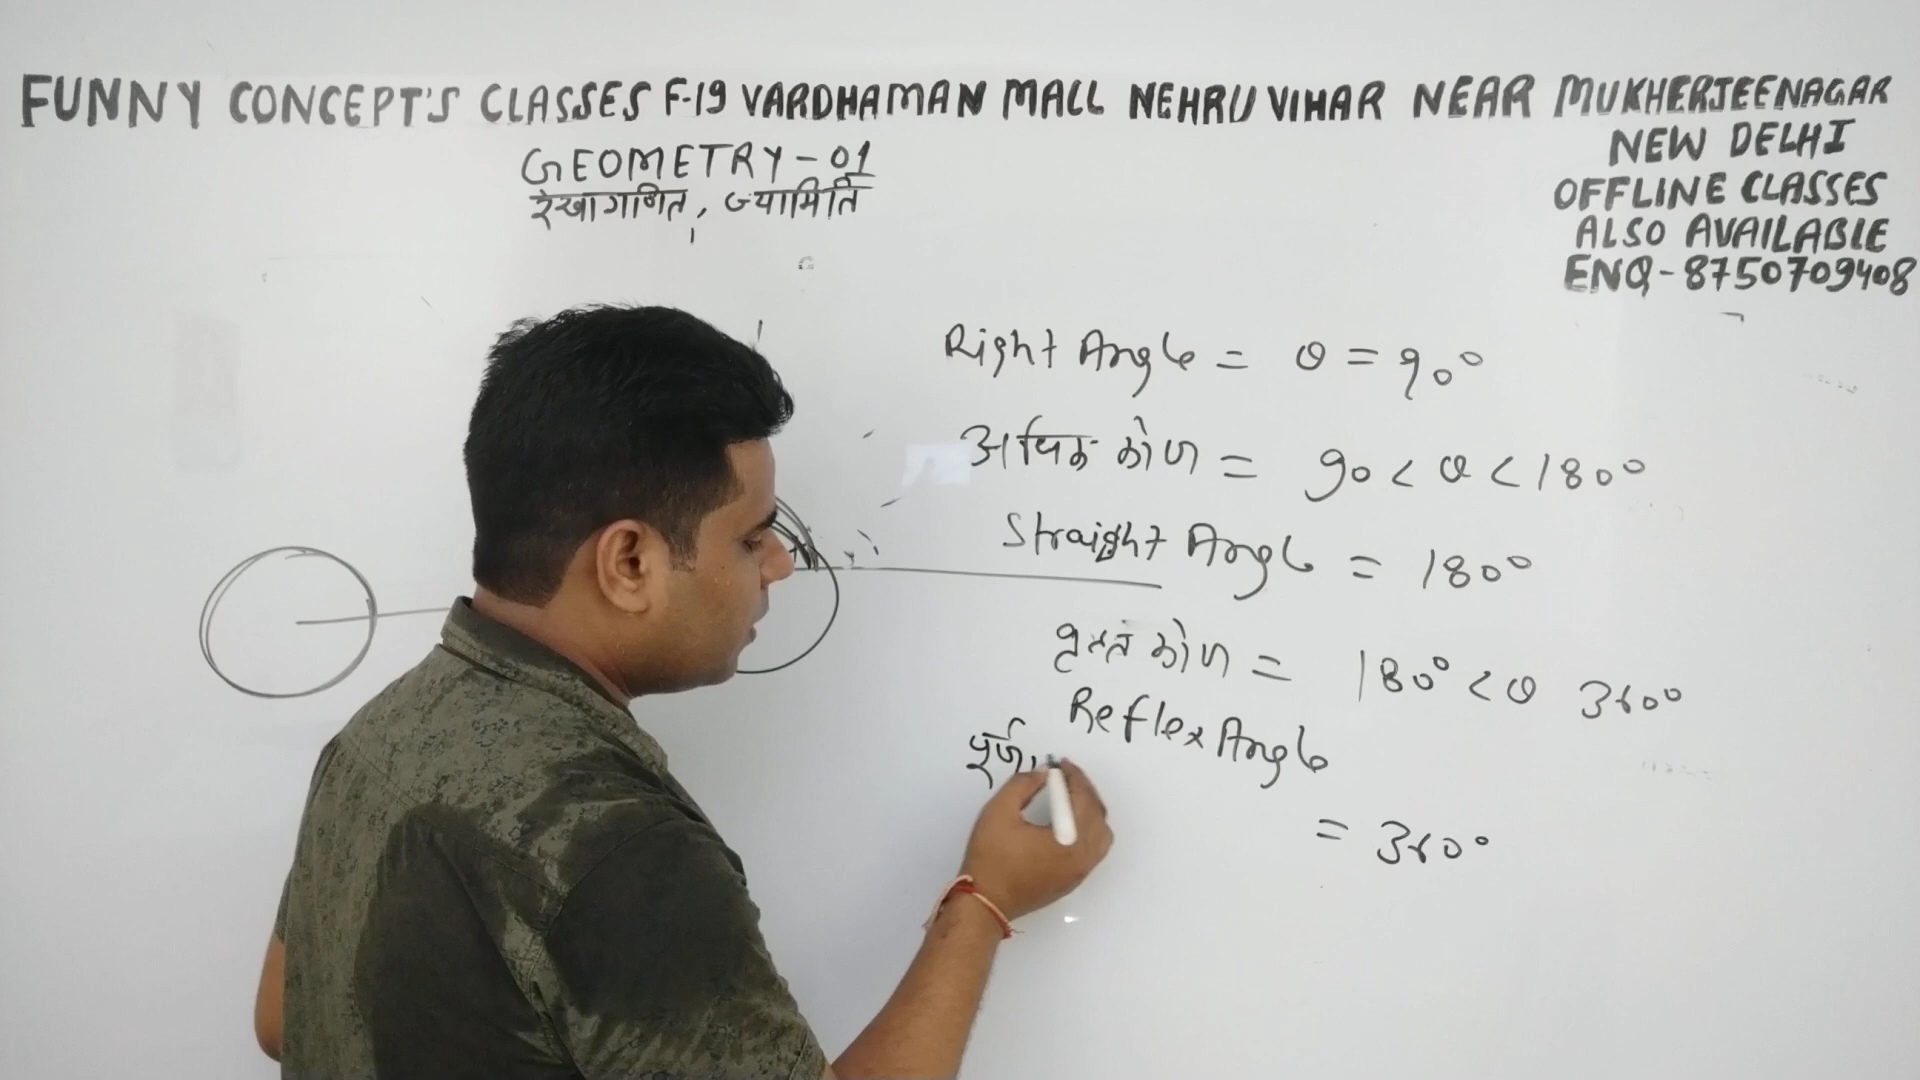 FUNNY CONCEPT'S CLASSES F-19 VARDHAMAN MALL NEHRU VIHAR NEAR MUKHERJEENAGAR
NEW DELHI
OFFLINE CLASSES
ALSO AVAILABLE
ENQ-8750709408
GEOMETRY-01
रेखागणित, ज्यामिति
Right Angle = θ = 90°
अधिक कोण = 90 < θ < 180°
Straight Angle = 180°
वृहत कोण = 180° < θ 360°
Reflex Angle
पूर्ण
= 360°